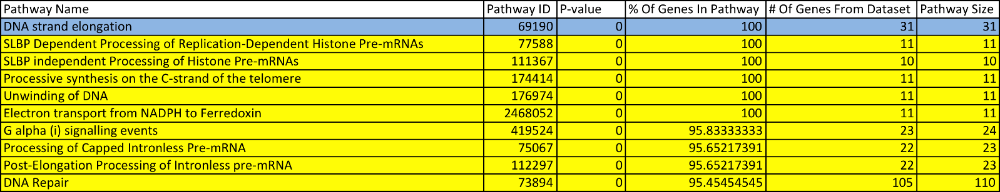 Pathway Name Pathway ID P-value % Of Genes In Pathway # Of Genes From Dataset Pathway Size
DNA strand elongation 69190 0 100 31 31
SLBP Dependent Processing of Replication-Dependent Histone Pre-mRNAs 77588 0 100 11 11
SLBP independent Processing of Histone Pre-mRNAs 111367 0 100 10 10
Processive synthesis on the C-strand of the telomere 174414 0 100 11 11
Unwinding of DNA 176974 0 100 11 11
Electron transport from NADPH to Ferredoxin 2468052 0 100 11 11
G alpha (i) signalling events 419524 0 95.83333333 23 24
Processing of Capped Intronless Pre-mRNA 75067 0 95.65217391 22 23
Post-Elongation Processing of Intronless pre-mRNA 112297 0 95.65217391 22 23
DNA Repair 73894 0 95.45454545 105 110